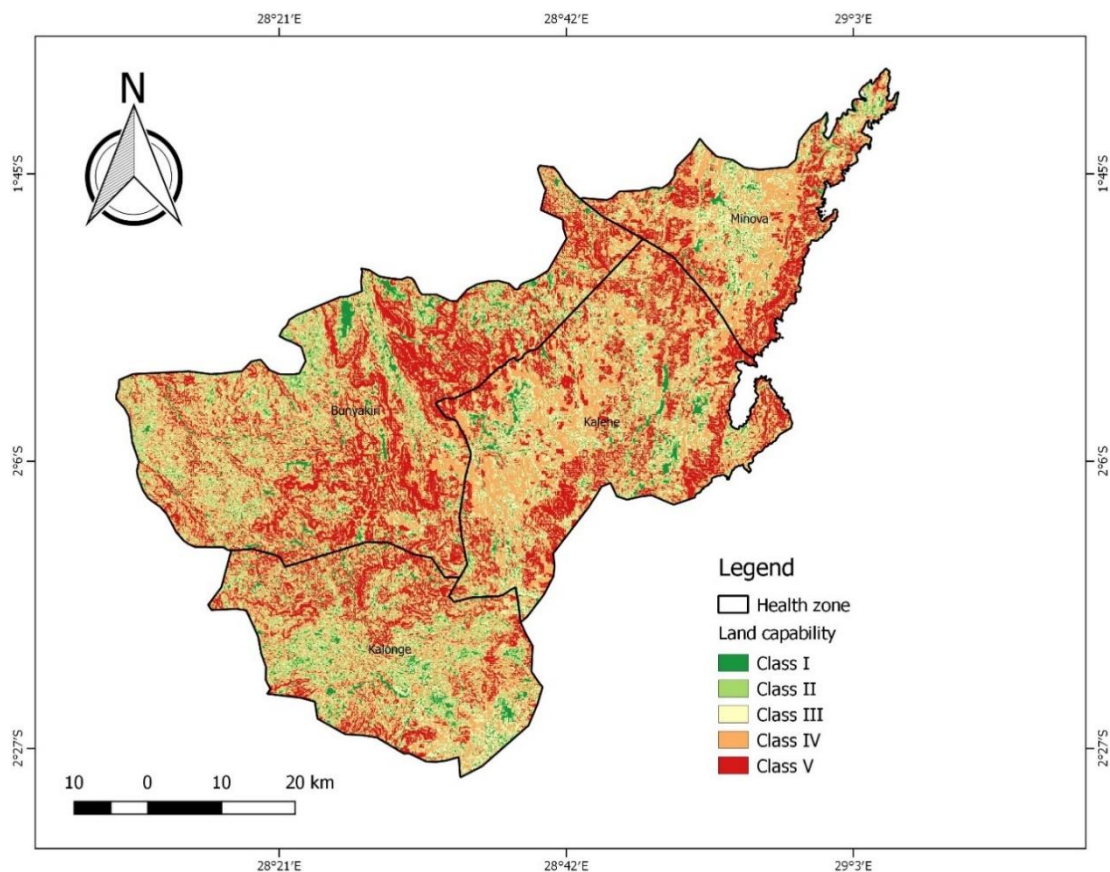 28°21'E 28°42'E 29°3'E
N
1°45'S 1°45'S
Minova
Bunyakiri
Kalehe
2°6'S 2°6'S
Legend
Health zone
Land capability
Kalonge
Class I
Class II
Class III
Class IV
Class V
2°27'S 2°27'S
10 0 10 20 km
28°21'E 28°42'E 29°3'E